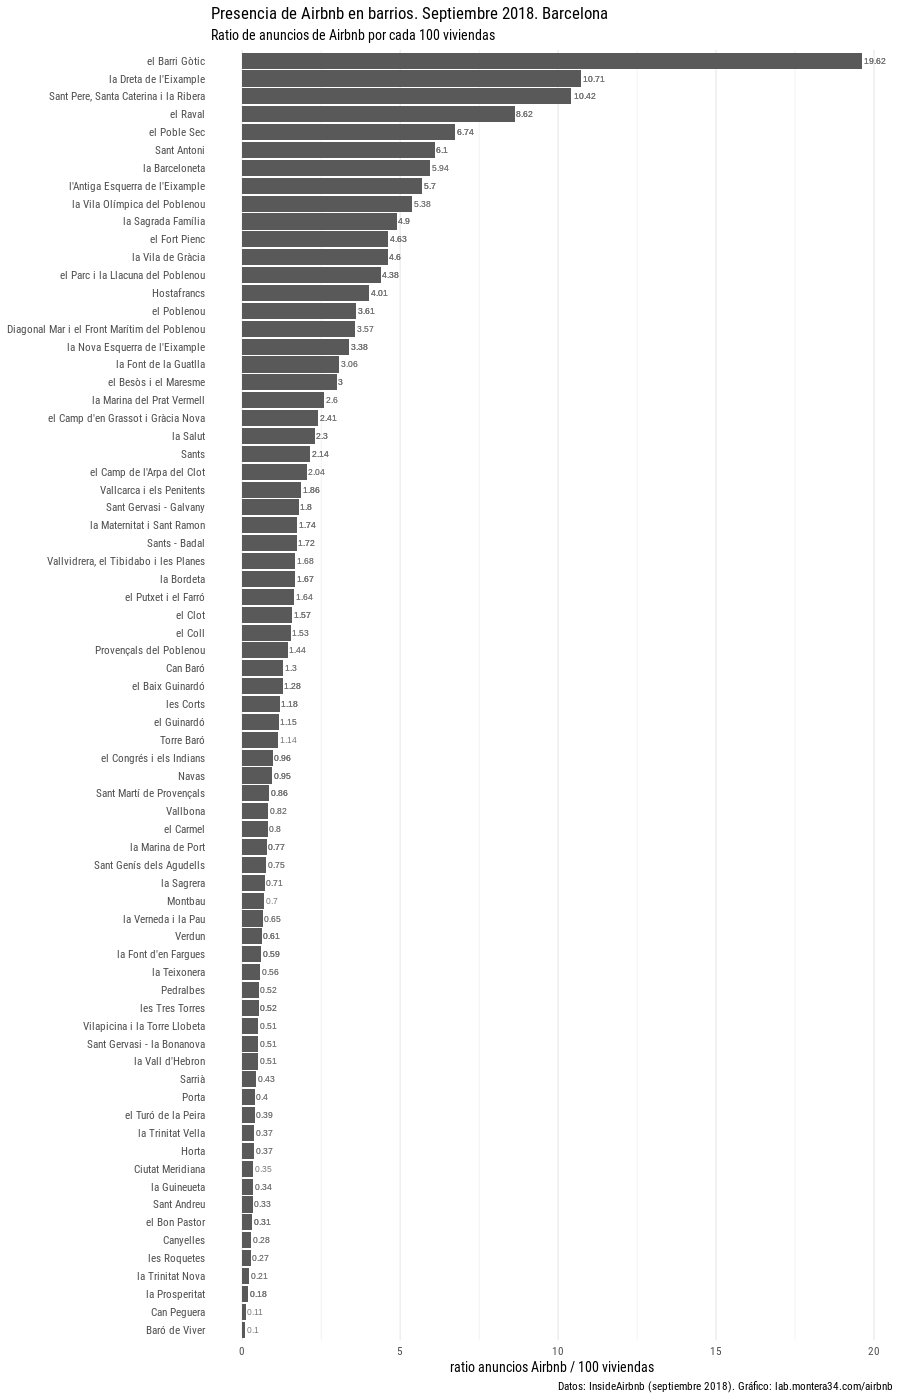 Presencia de Airbnb en barrios. Septiembre 2018. Barcelona
Ratio de anuncios de Airbnb por cada 100 viviendas
el Barri Gòtic 19.62
la Dreta de l'Eixample 10.71
Sant Pere, Santa Caterina i la Ribera 10.42
el Raval 8.62
el Poble Sec 6.74
Sant Antoni 6.1
la Barceloneta 5.94
l'Antiga Esquerra de l'Eixample 5.7
la Vila Olímpica del Poblenou 5.38
la Sagrada Família 4.9
el Fort Pienc 4.63
la Vila de Gràcia 4.6
el Parc i la Llacuna del Poblenou 4.38
Hostafrancs 4.01
el Poblenou 3.61
Diagonal Mar i el Front Marítim del Poblenou 3.57
la Nova Esquerra de l'Eixample 3.38
la Font de la Guatlla 3.06
el Besòs i el Maresme 3
la Marina del Prat Vermell 2.6
el Camp d'en Grassot i Gràcia Nova 2.41
la Salut 2.3
Sants 2.14
el Camp de l'Arpa del Clot 2.04
Vallcarca i els Penitents 1.86
Sant Gervasi - Galvany 1.8
la Maternitat i Sant Ramon 1.74
Sants - Badal 1.72
Vallvidrera, el Tibidabo i les Planes 1.68
la Bordeta 1.67
el Putxet i el Farró 1.64
el Clot 1.57
el Coll 1.53
Provençals del Poblenou 1.44
Can Baró 1.3
el Baix Guinardó 1.28
les Corts 1.18
el Guinardó 1.15
Torre Baró 1.14
el Congrés i els Indians 0.96
Navas 0.95
Sant Martí de Provençals 0.86
Vallbona 0.82
el Carmel 0.8
la Marina de Port 0.77
Sant Genís dels Agudells 0.75
la Sagrera 0.71
Montbau 0.7
la Verneda i la Pau 0.65
Verdun 0.61
la Font d'en Fargues 0.59
la Teixonera 0.56
Pedralbes 0.52
les Tres Torres 0.52
Vilapicina i la Torre Llobeta 0.51
Sant Gervasi - la Bonanova 0.51
la Vall d'Hebron 0.51
Sarrià 0.43
Porta 0.4
el Turó de la Peira 0.39
la Trinitat Vella 0.37
Horta 0.37
Ciutat Meridiana 0.35
la Guineueta 0.34
Sant Andreu 0.33
el Bon Pastor 0.31
Canyelles 0.28
les Roquetes 0.27
la Trinitat Nova 0.21
la Prosperitat 0.18
Can Peguera 0.11
Baró de Viver 0.1
0 5 10 15 20
ratio anuncios Airbnb / 100 viviendas
Datos: InsideAirbnb (septiembre 2018). Gráfico: lab.montera34.com/airbnb